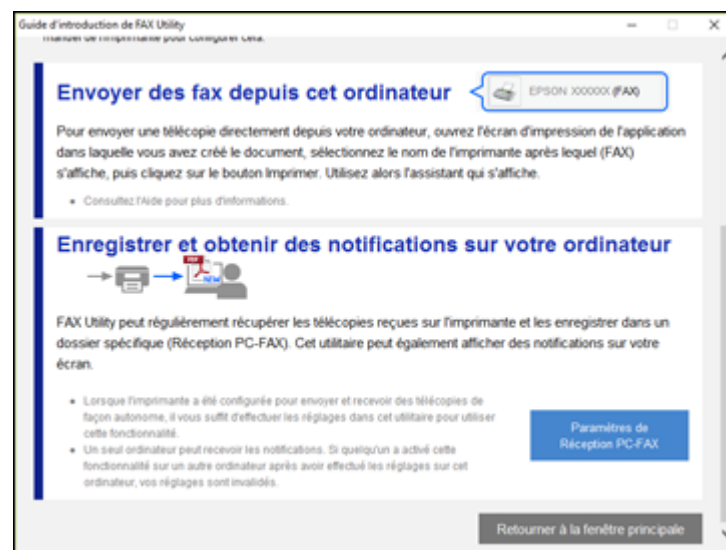 Guide d'introduction de FAX Utility
manuel de l'imprimante pour configurer cela.
Envoyer des fax depuis cet ordinateur
EPSON XXXXXX (FAX)
Pour envoyer une télécopie directement depuis votre ordinateur, ouvrez l'écran d'impression de l'application
dans laquelle vous avez créé le document, sélectionnez le nom de l'imprimante après lequel (FAX)
s'affiche, puis cliquez sur le bouton Imprimer. Utilisez alors l'assistant qui s'affiche.
• Consultez l'Aide pour plus d'informations.
Enregistrer et obtenir des notifications sur votre ordinateur
PDF
NEW
FAX Utility peut régulièrement récupérer les télécopies reçues sur l'imprimante et les enregistrer dans un
dossier spécifique (Réception PC-FAX). Cet utilitaire peut également afficher des notifications sur votre
écran.
• Lorsque l'imprimante a été configurée pour envoyer et recevoir des télécopies de
façon autonome, il vous suffit d'effectuer les réglages dans cet utilitaire pour utiliser
cette fonctionnalité.
• Un seul ordinateur peut recevoir les notifications. Si quelqu'un a activé cette
fonctionnalité sur un autre ordinateur après avoir effectué les réglages sur cet
ordinateur, vos réglages sont invalidés.
Paramètres de
Réception PC-FAX
Retourner à la fenêtre principale